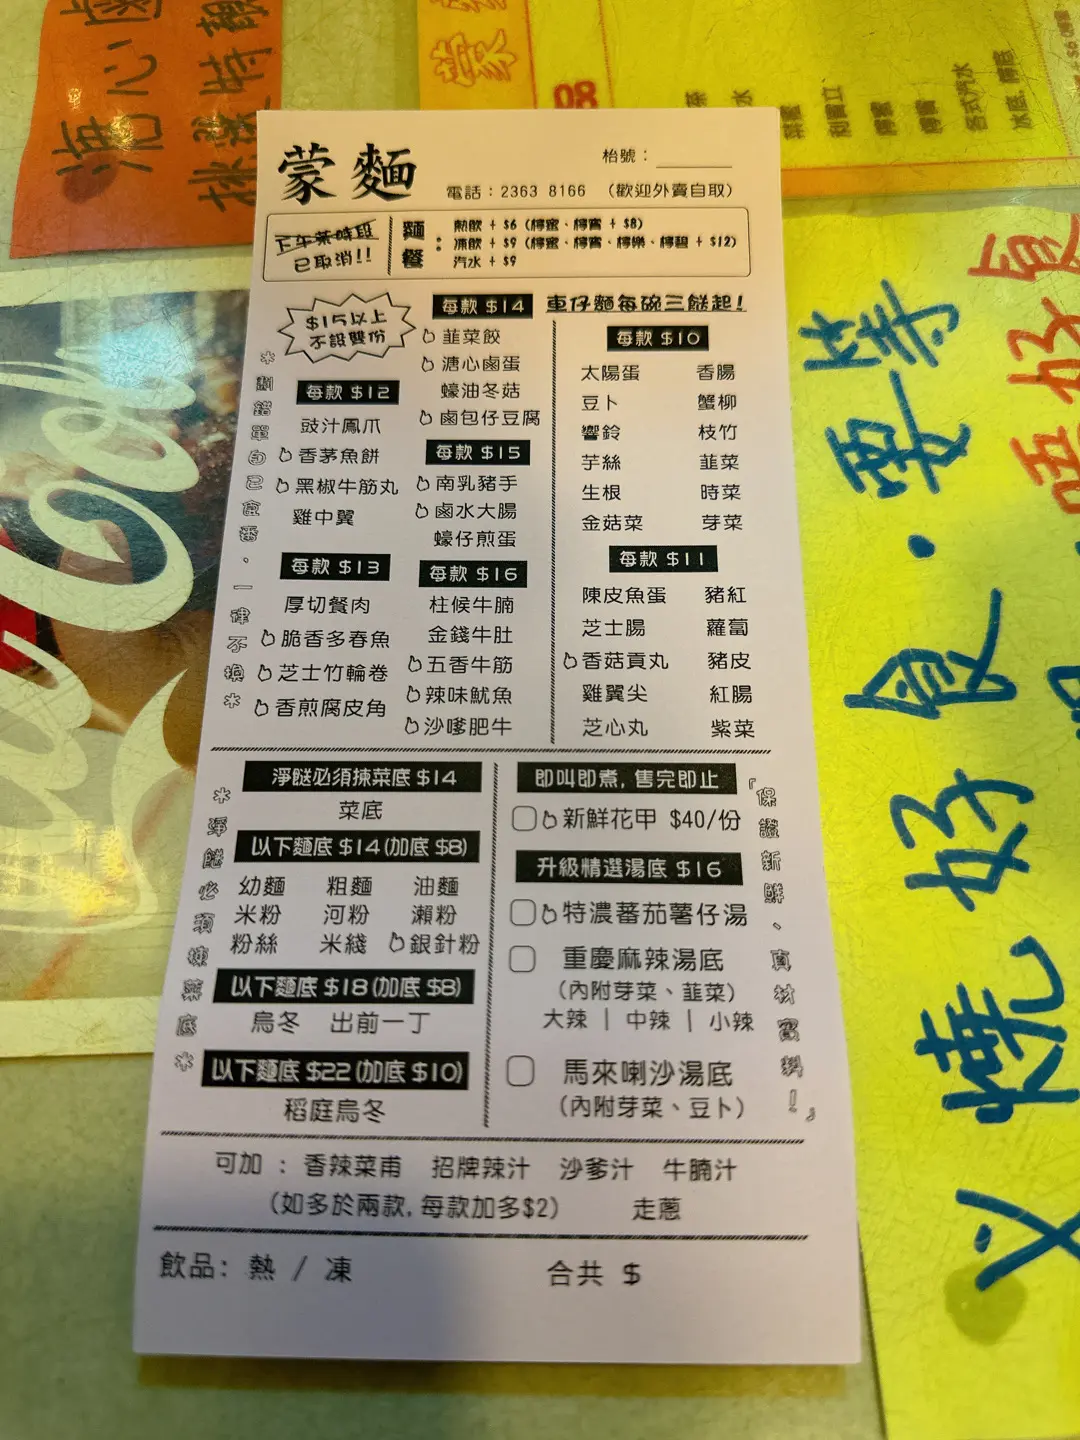 蒙麵
枱號：
電話：2363 8166 （歡迎外賣自取）
下午茶時段
已取消!!
麵餐：
熱飲 + $6 (檸蜜、檸賓 + $8)
凍飲 + $9 (檸蜜、檸賓、檸樂、檸碧 + $12)
汽水 + $9
$15以上
不設雙份
車仔麵每碗三餸起!
每款 $12
豉汁鳳爪
香茅魚餅
黑椒牛筋丸
雞中翼
每款 $13
厚切餐肉
脆香多春魚
芝士竹輪卷
香煎腐皮角
每款 $14
韮菜餃
溏心鹵蛋
蠔油冬菇
鹵包仔豆腐
每款 $15
南乳豬手
鹵水大腸
蠔仔煎蛋
每款 $16
柱候牛腩
金錢牛肚
五香牛筋
辣味魷魚
沙嗲肥牛
每款 $10
太陽蛋 香腸
豆卜 蟹柳
響鈴 枝竹
芋絲 韮菜
生根 時菜
金菇菜 芽菜
每款 $11
陳皮魚蛋 豬紅
芝士腸 蘿蔔
香菇貢丸 豬皮
雞翼尖 紅腸
芝心丸 紫菜
*劃錯單自己食番，一律不換*
淨餸必須揀菜底 $14
菜底
以下麵底 $14(加底 $8)
幼麵 粗麵 油麵
米粉 河粉 瀨粉
粉絲 米綫 銀針粉
以下麵底 $18(加底 $8)
烏冬 出前一丁
以下麵底 $22(加底 $10)
稻庭烏冬
*淨餸必須揀菜底*
即叫即煮, 售完即止
新鮮花甲 $40/份
升級精選湯底 $16
特濃蕃茄薯仔湯
重慶麻辣湯底
（內附芽菜、韮菜）
大辣 | 中辣 | 小辣
馬來喇沙湯底
（內附芽菜、豆卜）
「保證新鮮、真材實料!」
可加 : 香辣菜甫 招牌辣汁 沙爹汁 牛腩汁
（如多於兩款, 每款加多$2） 走蔥
飲品: 熱 / 凍
合共 $